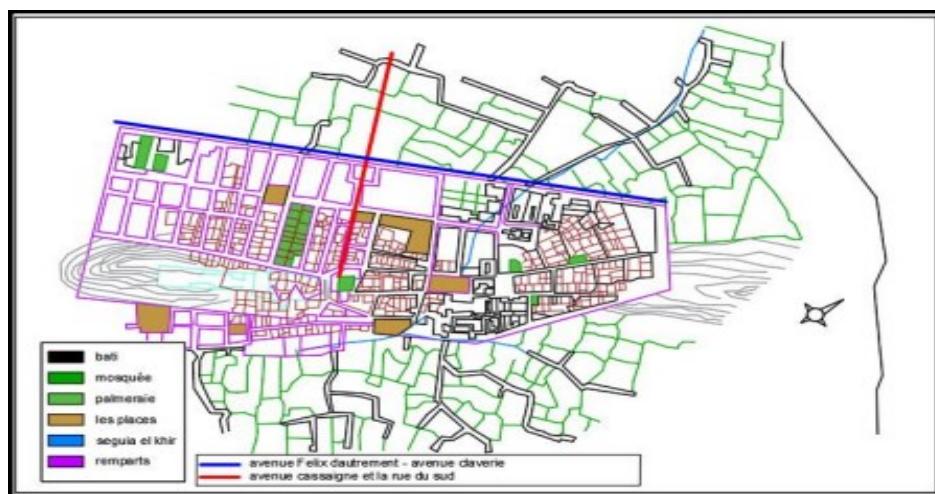 bati
mosquée
palmeraie
les places
seguia el khir
remparts
avenue Felix dautrement - avenue claverie
avenue cassaigne et la rue du sud